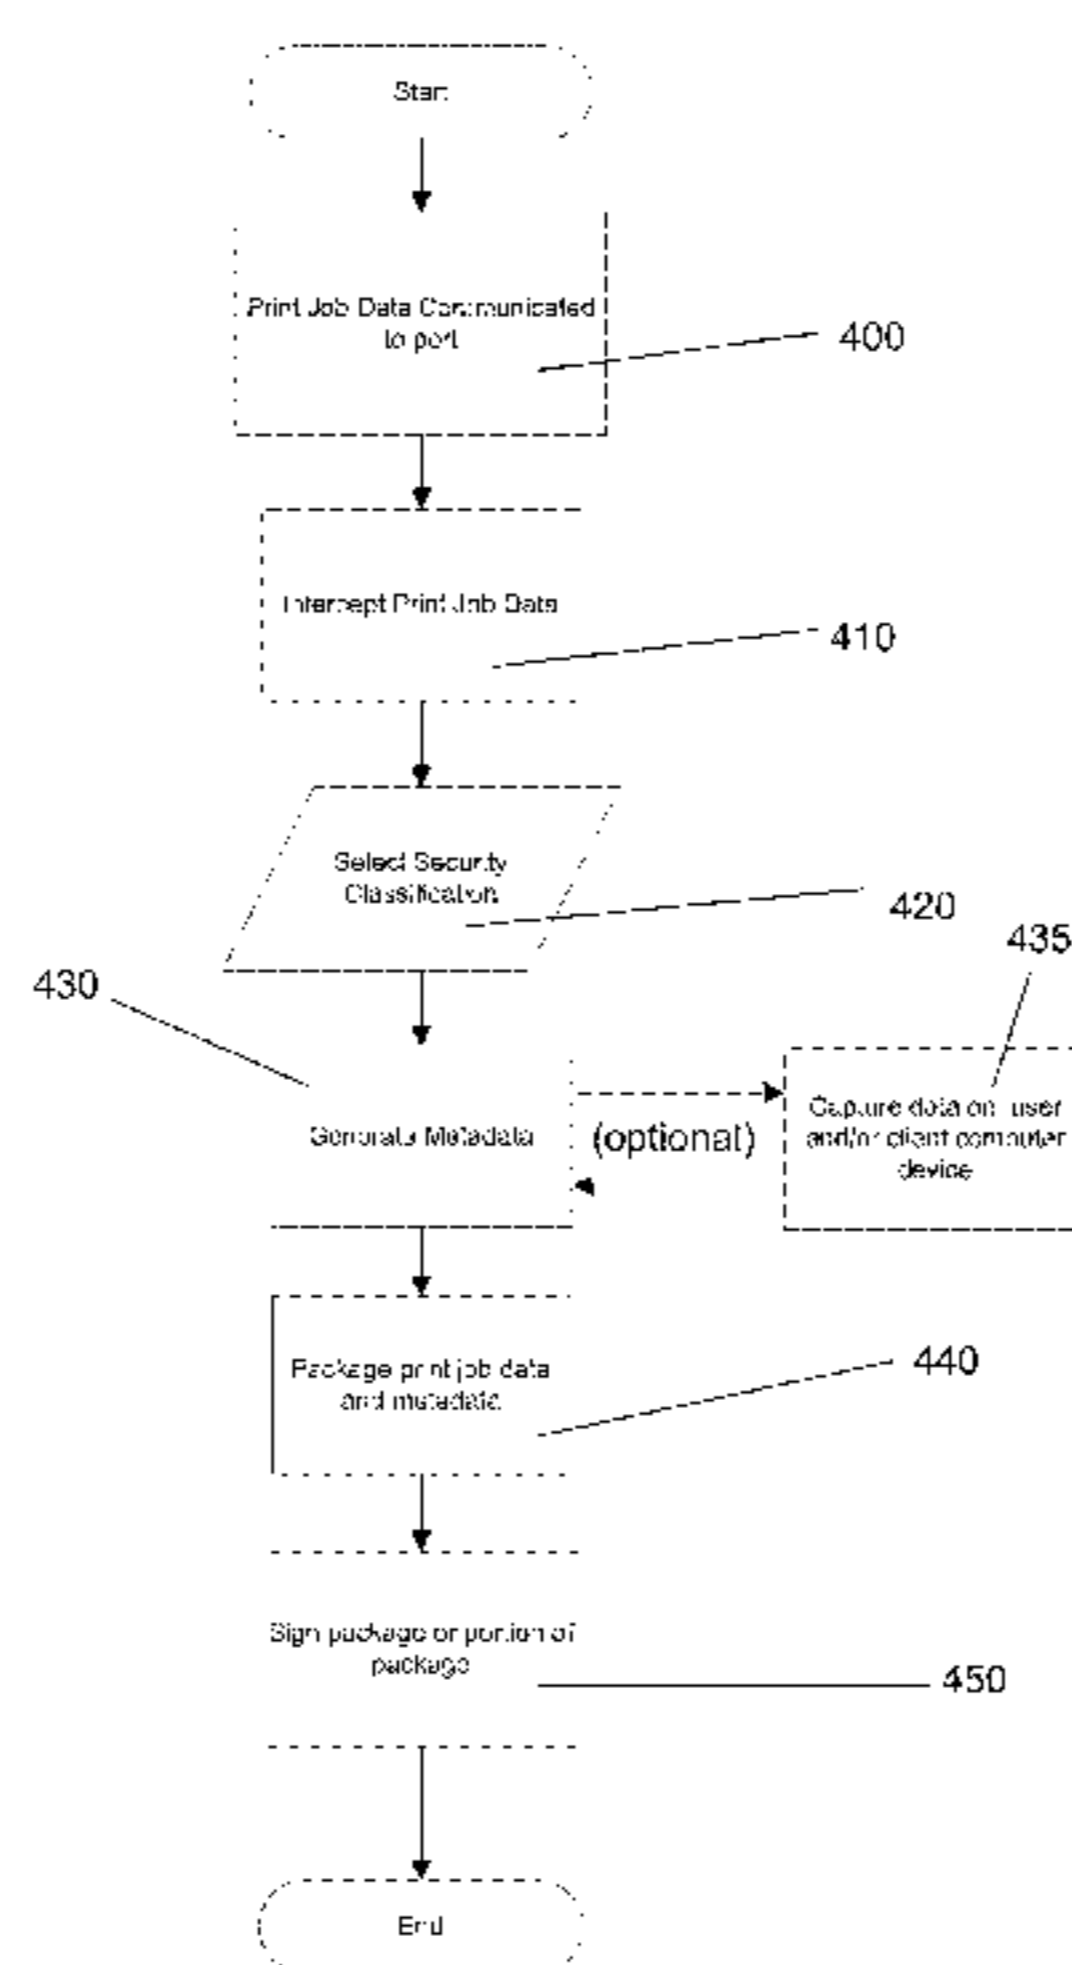 Start
Print Job Data Communicated
to port
400
Intercept Print Job Data
410
Select Security
Classification
420
435
430
Generate Metadata
(optional)
Capture data on user
and/or client computer
device
Package print job data
and metadata
440
Sign package or portion of
package
450
End